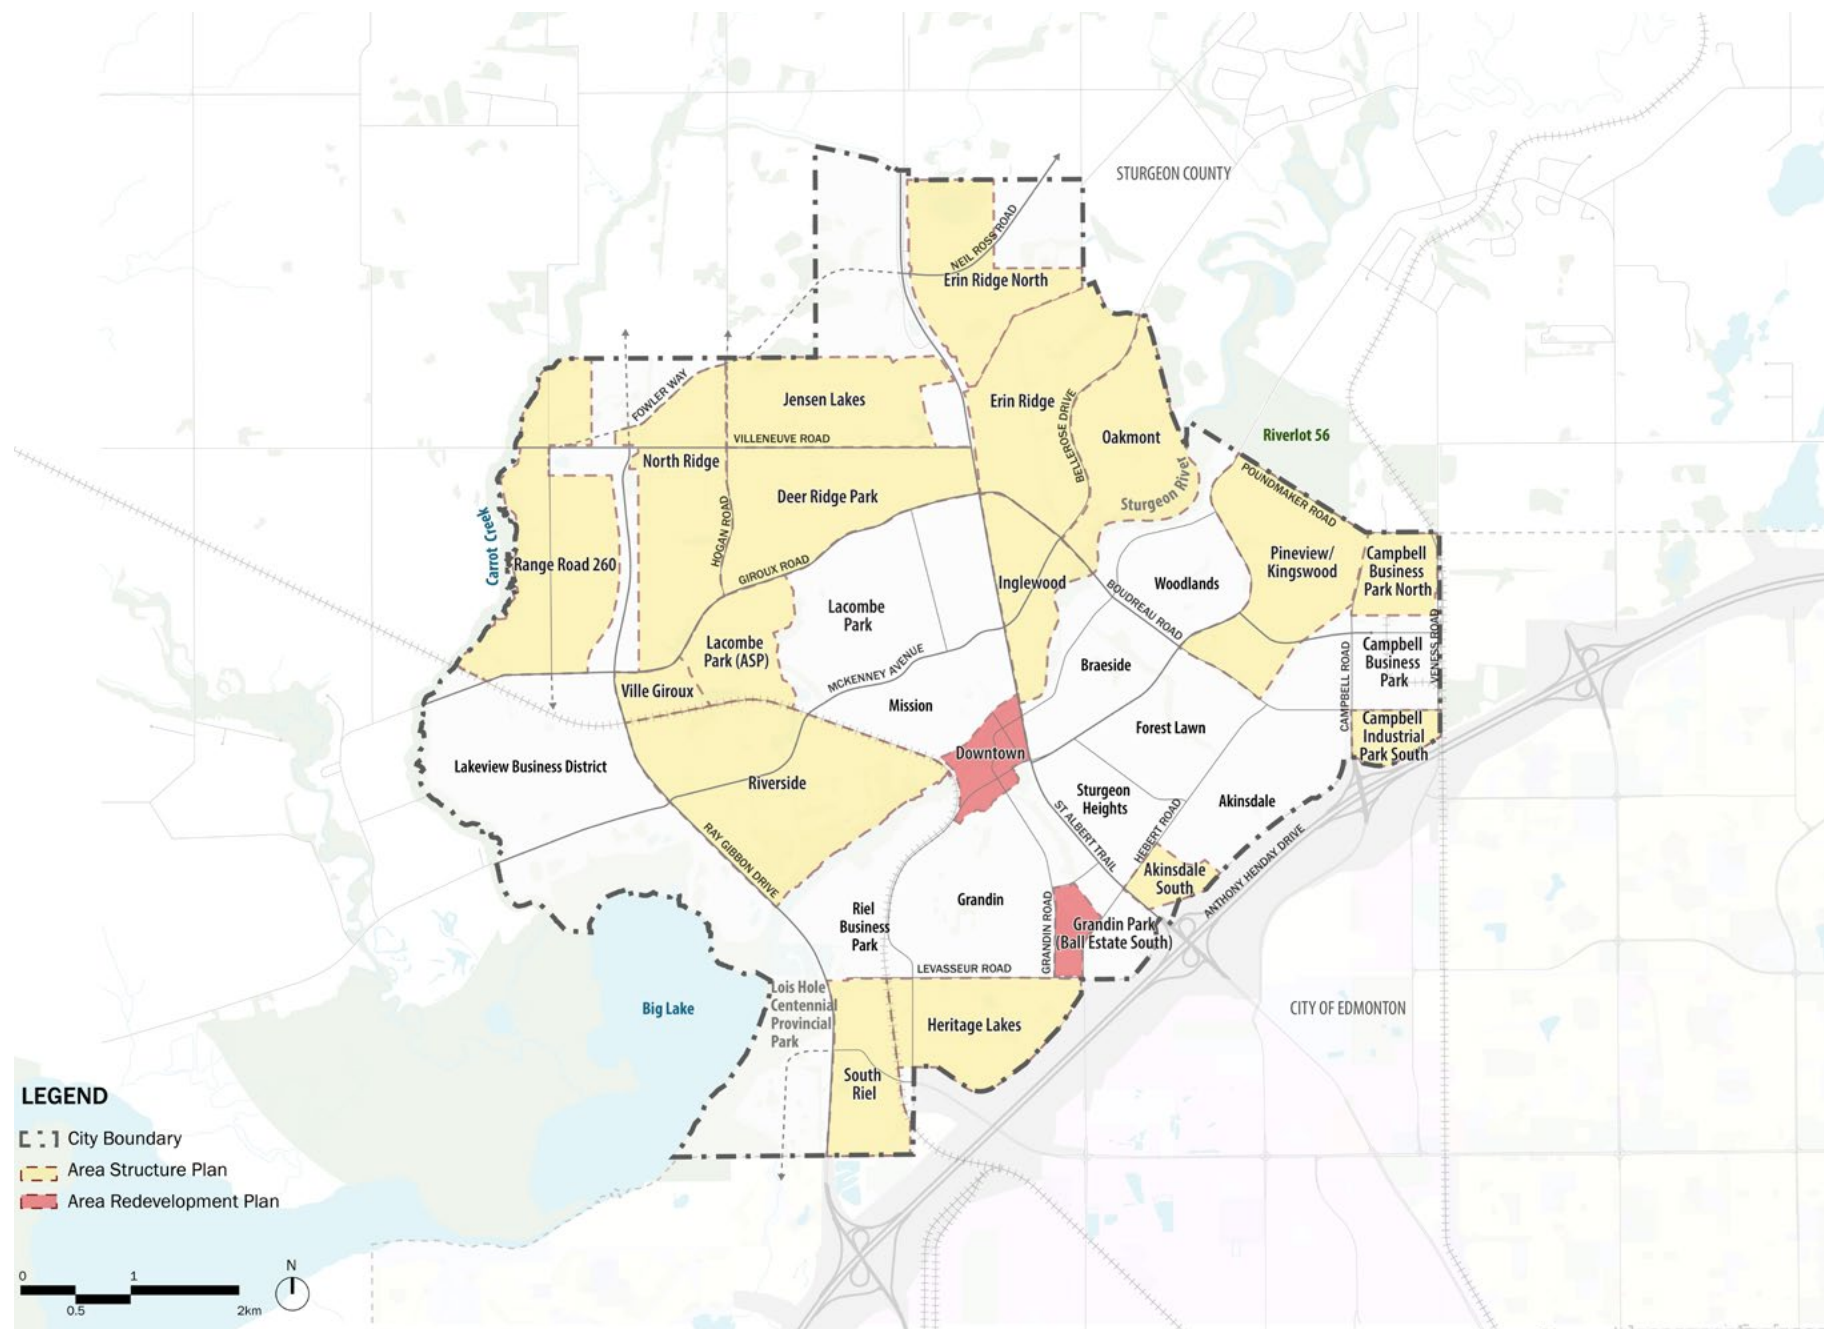 STURGEON COUNTY
NEIL ROSS ROAD
Erin Ridge North
FOWLER WAY
Jensen Lakes
Erin Ridge
BELLEROSE DRIVE
Oakmont
Riverlot 56
VILLENEUVE ROAD
North Ridge
Deer Ridge Park
Sturgeon River
POUNDMAKER ROAD
Carrot Creek
Range Road 260
HOGAN ROAD
GIROUX ROAD
Inglewood
BOUDREAU ROAD
Woodlands
Pineview/
Kingswood
Campbell
Business
Park North
VENESS ROAD
Lacombe
Park
Lacombe
Park (ASP)
MCKENNEY AVENUE
Braeside
CAMPBELL ROAD
Campbell
Business
Park
Ville Giroux
Mission
Forest Lawn
Campbell
Industrial
Park South
Downtown
Lakeview Business District
Riverside
Sturgeon
Heights
Akinsdale
RAY GIBBON DRIVE
ST ALBERT TRAIL
HEBERT ROAD
ANTHONY HENDAY DRIVE
Akinsdale
South
Riel
Business
Park
Grandin
GRANDIN ROAD
Grandin Park
(Ball Estate South)
LEVASSEUR ROAD
Big Lake
Lois Hole
Centennial
Provincial
Park
Heritage Lakes
CITY OF EDMONTON
South
Riel
LEGEND
City Boundary
Area Structure Plan
Area Redevelopment Plan
0 1
0.5 2km
N